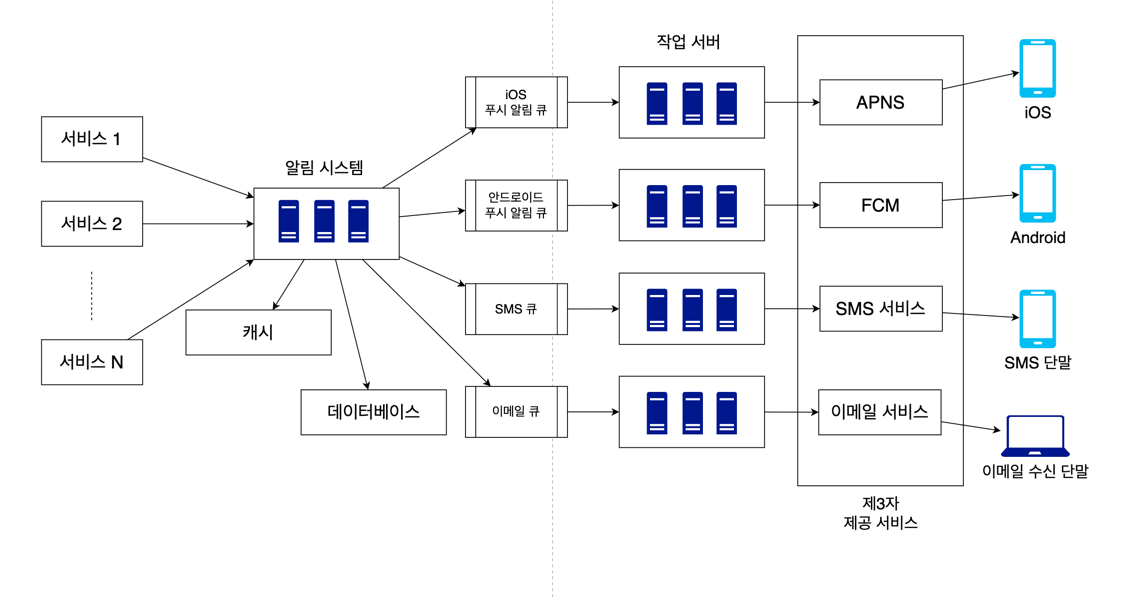 작업 서버
iOS
푸시 알림 큐
APNS
iOS
서비스 1
알림 시스템
안드로이드
푸시 알림 큐
FCM
Android
서비스 2
SMS 큐
SMS 서비스
SMS 단말
캐시
서비스 N
데이터베이스
이메일 큐
이메일 서비스
이메일 수신 단말
제3자
제공 서비스